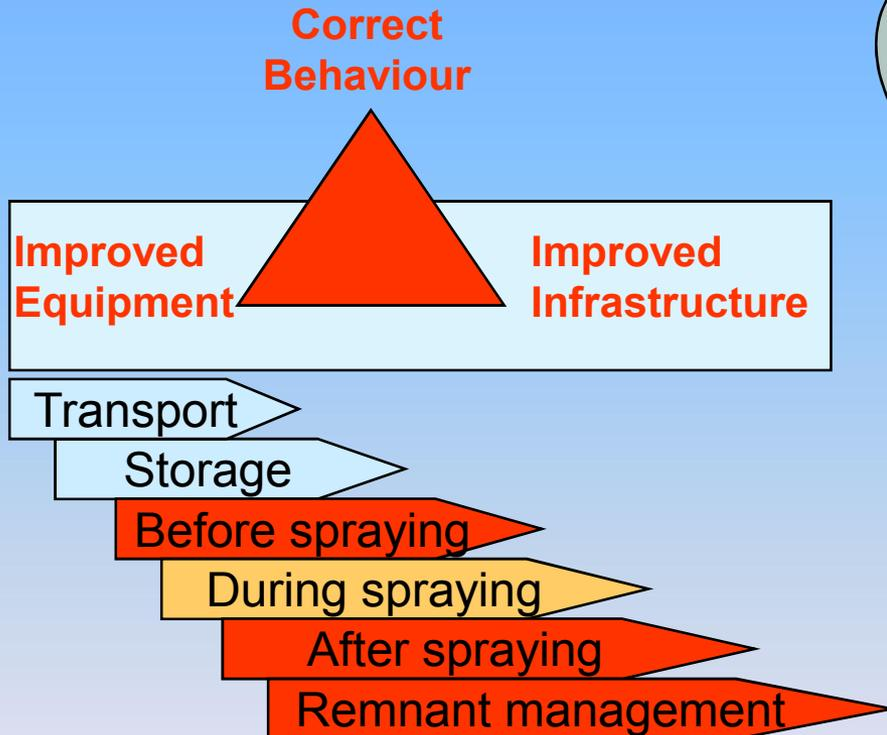 Correct
Behaviour
Improved
Equipment
Improved
Infrastructure
Transport
Storage
Before spraying
During spraying
After spraying
Remnant management